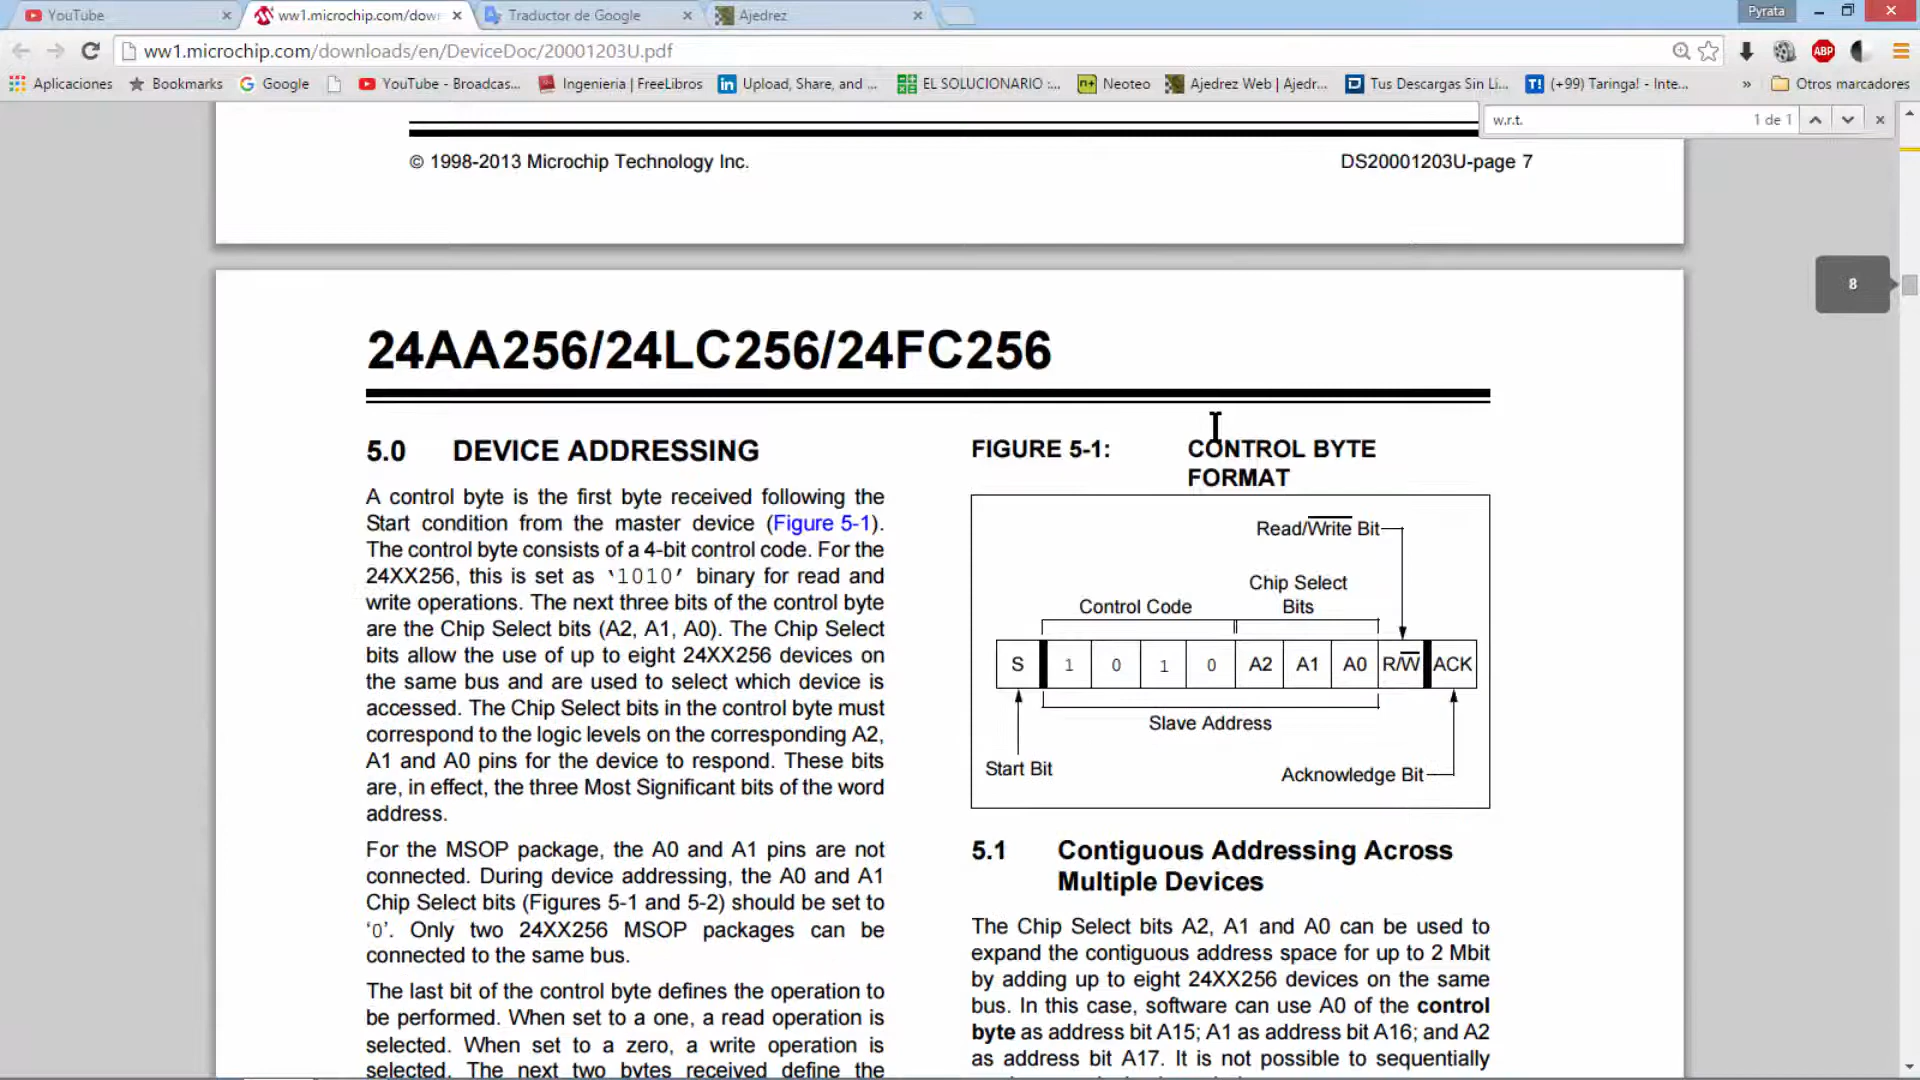 YouTube
ww1.microchip.com/dow
Traductor de Google
Ajedrez
Pyrata
ww1.microchip.com/downloads/en/DeviceDoc/20001203U.pdf
ABP
Aplicaciones
Bookmarks
Google
YouTube - Broadcas...
Ingenieria | FreeLibros
Upload, Share, and ...
EL SOLUCIONARIO :...
Neoteo
Ajedrez Web | Ajedr...
Tus Descargas Sin Li...
(+99) Taringa! - Inte...
»
Otros marcadores
w.r.t.
1 de 1
© 1998-2013 Microchip Technology Inc.
DS20001203U-page 7
8
24AA256/24LC256/24FC256
5.0 DEVICE ADDRESSING
A control byte is the first byte received following the
Start condition from the master device (Figure 5-1).
The control byte consists of a 4-bit control code. For the
24XX256, this is set as ‘1010’ binary for read and
write operations. The next three bits of the control byte
are the Chip Select bits (A2, A1, A0). The Chip Select
bits allow the use of up to eight 24XX256 devices on
the same bus and are used to select which device is
accessed. The Chip Select bits in the control byte must
correspond to the logic levels on the corresponding A2,
A1 and A0 pins for the device to respond. These bits
are, in effect, the three Most Significant bits of the word
address.
For the MSOP package, the A0 and A1 pins are not
connected. During device addressing, the A0 and A1
Chip Select bits (Figures 5-1 and 5-2) should be set to
‘0’. Only two 24XX256 MSOP packages can be
connected to the same bus.
The last bit of the control byte defines the operation to
be performed. When set to a one, a read operation is
selected. When set to a zero, a write operation is
selected. The next two bytes received define the
FIGURE 5-1: CONTROL BYTE
FORMAT
Read/Write Bit
Chip Select
Bits
Control Code
S 1 0 1 0 A2 A1 A0 R/W ACK
Slave Address
Start Bit
Acknowledge Bit
5.1 Contiguous Addressing Across
Multiple Devices
The Chip Select bits A2, A1 and A0 can be used to
expand the contiguous address space for up to 2 Mbit
by adding up to eight 24XX256 devices on the same
bus. In this case, software can use A0 of the control
byte as address bit A15; A1 as address bit A16; and A2
as address bit A17. It is not possible to sequentially